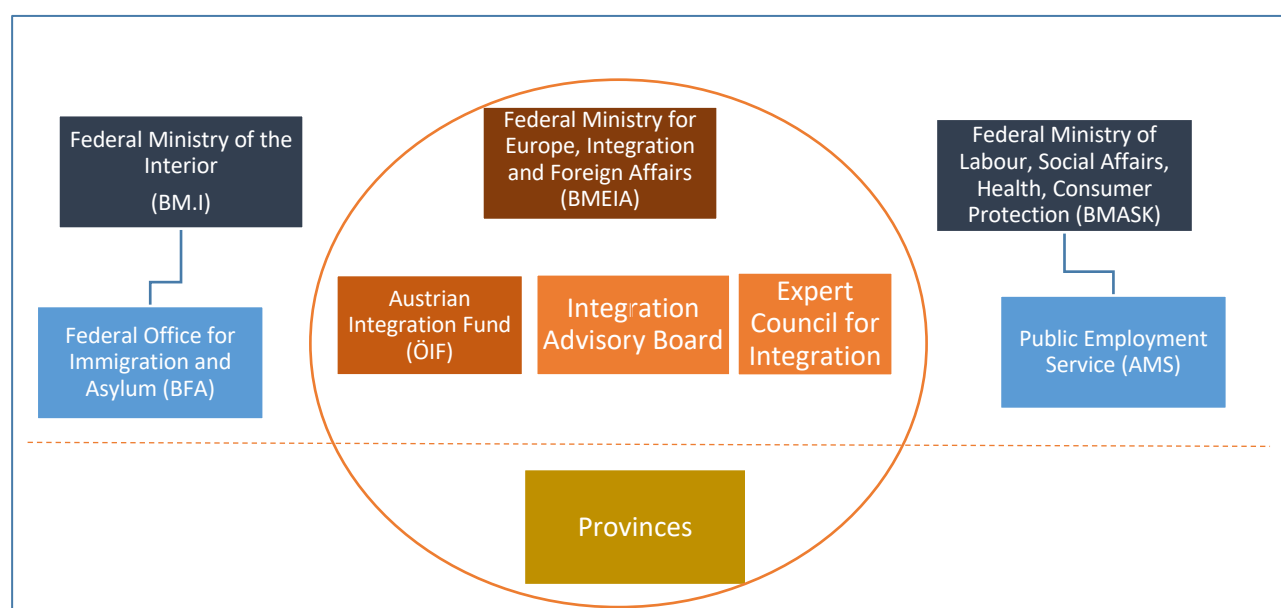 Federal Ministry of the
Interior
(BM.I)
Federal Ministry for
Europe, Integration
and Foreign Affairs
(BMEIA)
Federal Ministry of
Labour, Social Affairs,
Health, Consumer
Protection (BMASK)
Federal Office for
Immigration and
Asylum (BFA)
Austrian
Integration Fund
(ÖIF)
Integration
Advisory Board
Expert
Council for
Integration
Public Employment
Service (AMS)
Provinces